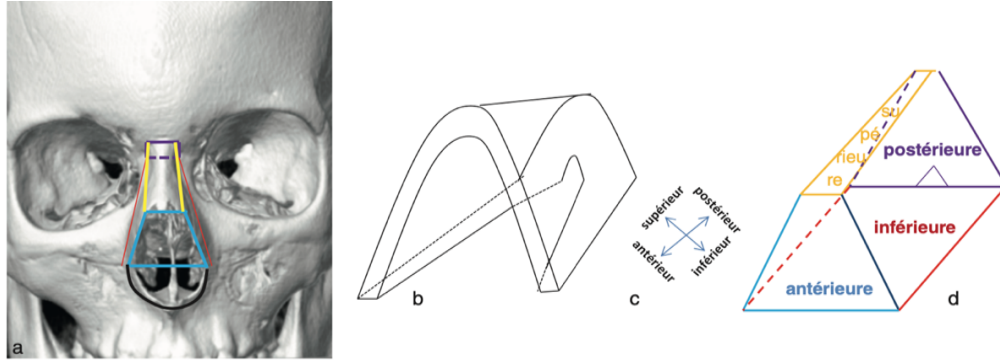 a
b
supérieur
postérieur
antérieur
inférieur
c
su
pé
rieu
re
postérieure
inférieure
antérieure
d